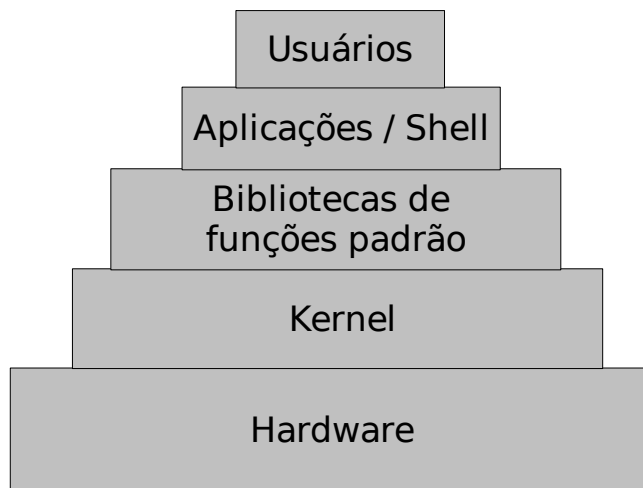 Usuários
Aplicações / Shell
Bibliotecas de
funções padrão
Kernel
Hardware